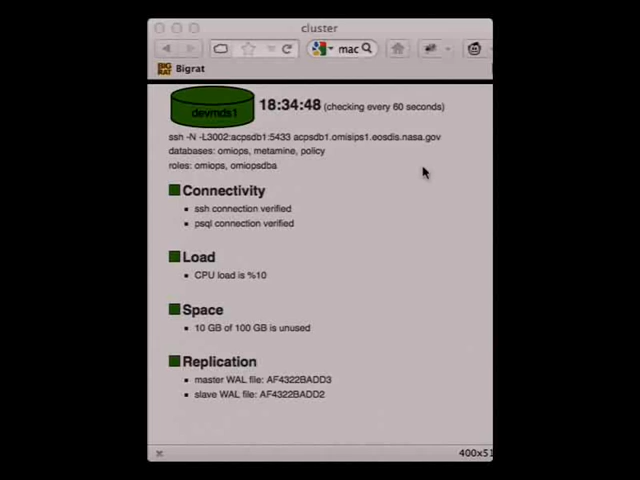 cluster
mac
BIG RAT Bigrat
devmds1 18:34:48 (checking every 60 seconds)
ssh -N -L3002:acpsdb1:5433 acpsdb1.omisips1.eosdis.nasa.gov
databases: omiops, metamine, policy
roles: omiops, omiopsdba
Connectivity
ssh connection verified
psql connection verified
Load
CPU load is %10
Space
10 GB of 100 GB is unused
Replication
master WAL file: AF4322BADD3
slave WAL file: AF4322BADD2
400x51